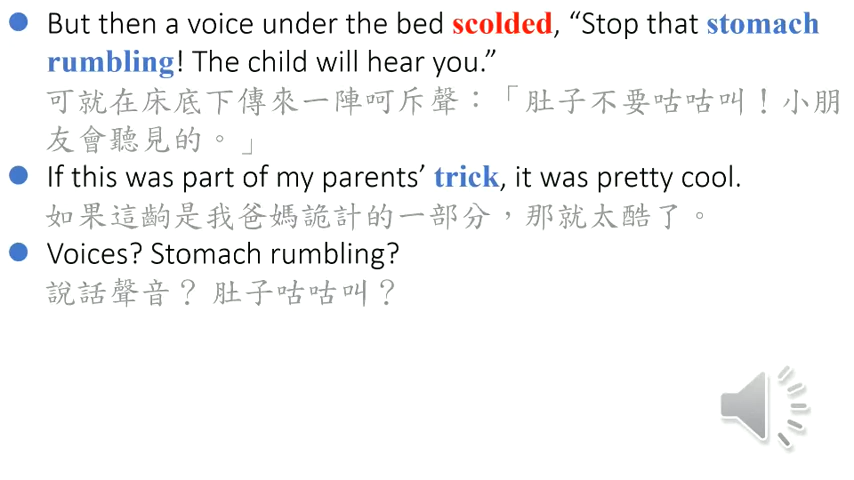 But then a voice under the bed scolded, “Stop that stomach
rumbling! The child will hear you.”
可就在床底下傳來一陣呵斥聲：「肚子不要咕咕叫！小朋
友會聽見的。」
If this was part of my parents’ trick, it was pretty cool.
如果這齣是我爸媽詭計的一部分，那就太酷了。
Voices? Stomach rumbling?
說話聲音？ 肚子咕咕叫？